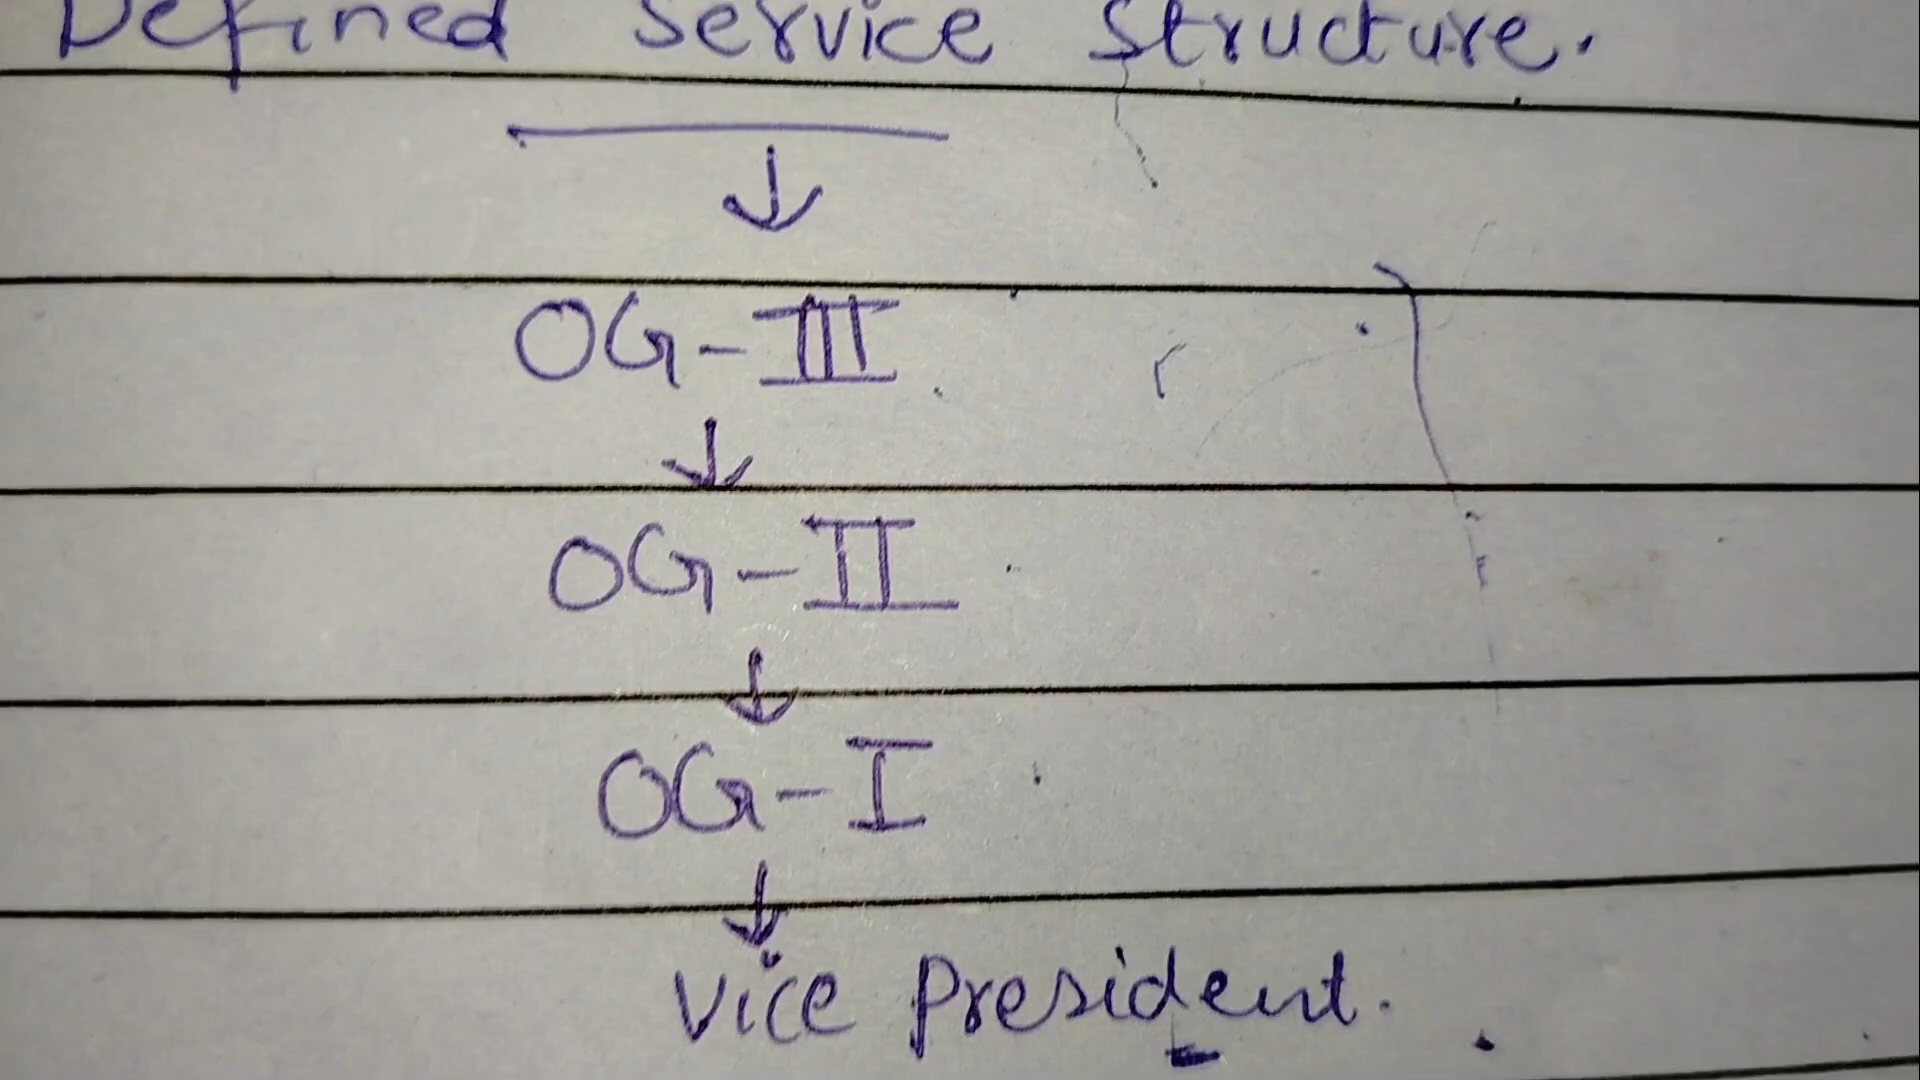 Defined Service Structure.
↓
OG-III
↓
OG-II
↓
OG-I
↓
Vice President.